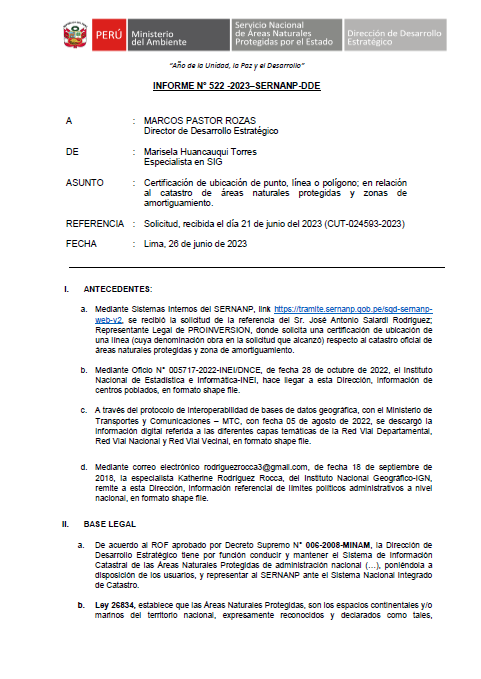 PERÚ
Ministerio
del Ambiente
Servicio Nacional
de Áreas Naturales
Protegidas por el Estado
Dirección de Desarrollo
Estratégico
"Año de la Unidad, la Paz y el Desarrollo"
INFORME N° 522 -2023–SERNANP-DDE
A : MARCOS PASTOR ROZAS
Director de Desarrollo Estratégico
DE : Marisela Huancauqui Torres
Especialista en SIG
ASUNTO : Certificación de ubicación de punto, línea o polígono; en relación
al catastro de áreas naturales protegidas y zonas de
amortiguamiento.
REFERENCIA : Solicitud, recibida el día 21 de junio del 2023 (CUT-024593-2023)
FECHA : Lima, 26 de junio de 2023
I. ANTECEDENTES:
a. Mediante Sistemas Internos del SERNANP, link https://tramite.sernanp.gob.pe/sgd-sernanp-
web-v2, se recibió la solicitud de la referencia del Sr. José Antonio Salardi Rodríguez;
Representante Legal de PROINVERSION, donde solicita una certificación de ubicación de
una línea (cuya denominación obra en la solicitud que alcanzó) respecto al catastro oficial de
áreas naturales protegidas y zona de amortiguamiento.
b. Mediante Oficio N° 005717-2022-INEI/DNCE, de fecha 28 de octubre de 2022, el Instituto
Nacional de Estadística e Informática-INEI, hace llegar a esta Dirección, información de
centros poblados, en formato shape file.
c. A través del protocolo de interoperabilidad de bases de datos geográfica, con el Ministerio de
Transportes y Comunicaciones – MTC, con fecha 05 de agosto de 2022, se descargó la
información digital referida a las diferentes capas temáticas de la Red Vial Departamental,
Red Vial Nacional y Red Vial Vecinal, en formato shape file.
d. Mediante correo electrónico rodriguezrocca3@gmail.com, de fecha 18 de septiembre de
2018, la especialista Katherine Rodríguez Rocca, del Instituto Nacional Geográfico-IGN,
remite a esta Dirección, información referencial de límites políticos administrativos a nivel
nacional, en formato shape file.
II. BASE LEGAL
a. De acuerdo al ROF aprobado por Decreto Supremo N° 006-2008-MINAM, la Dirección de
Desarrollo Estratégico tiene por función conducir y mantener el Sistema de Información
Catastral de las Áreas Naturales Protegidas de administración nacional (…), poniéndola a
disposición de los usuarios, y representar al SERNANP ante el Sistema Nacional Integrado
de Catastro.
b. Ley 26834, establece que las Áreas Naturales Protegidas, son los espacios continentales y/o
marinos del territorio nacional, expresamente reconocidos y declarados como tales,